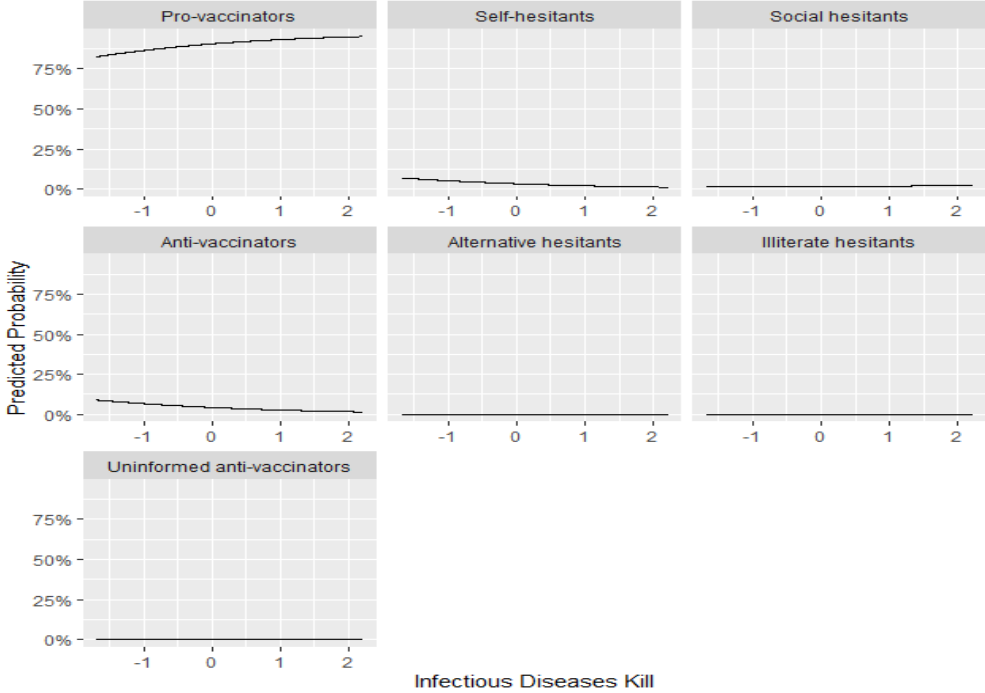 Pro-vaccinators
Self-hesitants
Social hesitants
75%
50%
25%
0%
-1 0 1 2
-1 0 1 2
-1 0 1 2
Anti-vaccinators
Alternative hesitants
Illiterate hesitants
75%
50%
25%
0%
-1 0 1 2
-1 0 1 2
-1 0 1 2
Uninformed anti-vaccinators
75%
50%
25%
0%
-1 0 1 2
Predicted Probability
Infectious Diseases Kill